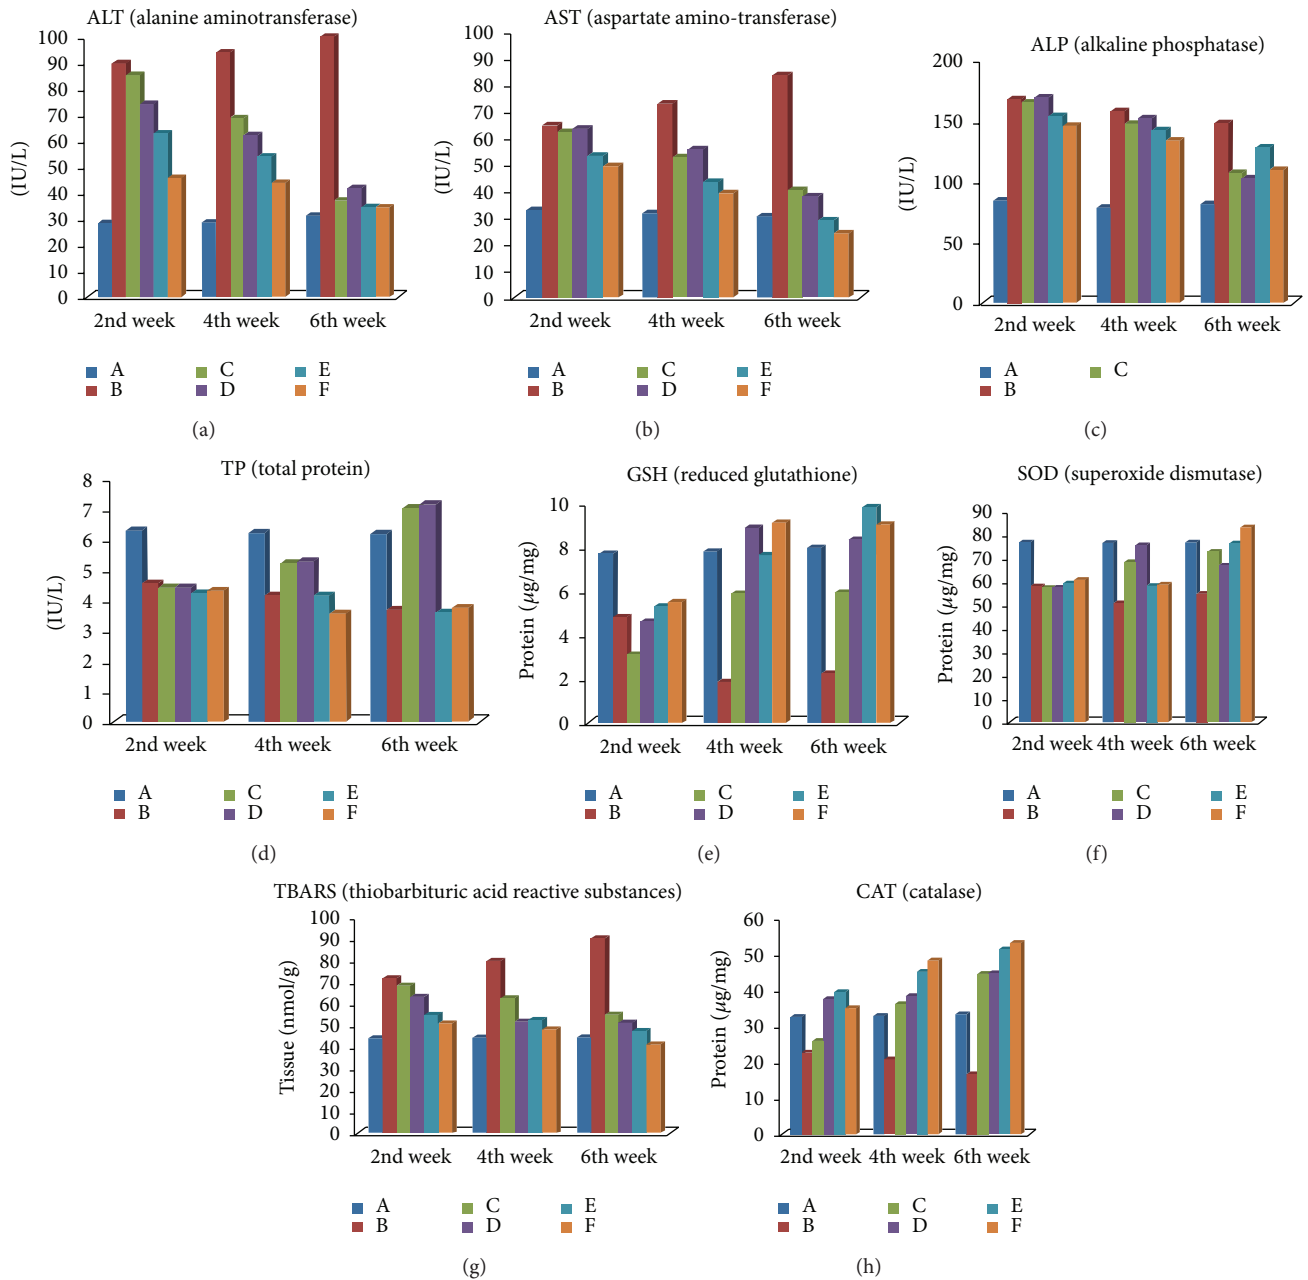 ALT (alanine aminotransferase)
100
90
80
70
60
50
40
30
20
10
0
(IU/L)
2nd week 4th week 6th week
A C E
B D F
(a)
AST (aspartate amino-transferase)
100
90
80
70
60
50
40
30
20
10
0
(IU/L)
2nd week 4th week 6th week
A C E
B D F
(b)
ALP (alkaline phosphatase)
200
150
100
50
0
(IU/L)
2nd week 4th week 6th week
A C
B
(c)
TP (total protein)
8
7
6
5
4
3
2
1
0
(IU/L)
2nd week 4th week 6th week
A C E
B D F
(d)
GSH (reduced glutathione)
10
8
6
4
2
0
Protein (μg/mg)
2nd week 4th week 6th week
A C E
B D F
(e)
SOD (superoxide dismutase)
90
80
70
60
50
40
30
20
10
0
Protein (μg/mg)
2nd week 4th week 6th week
A C E
B D F
(f)
TBARS (thiobarbituric acid reactive substances)
100
90
80
70
60
50
40
30
20
10
0
Tissue (nmol/g)
2nd week 4th week 6th week
A C E
B D F
(g)
CAT (catalase)
60
50
40
30
20
10
0
Protein (μg/mg)
2nd week 4th week 6th week
A C E
B D F
(h)